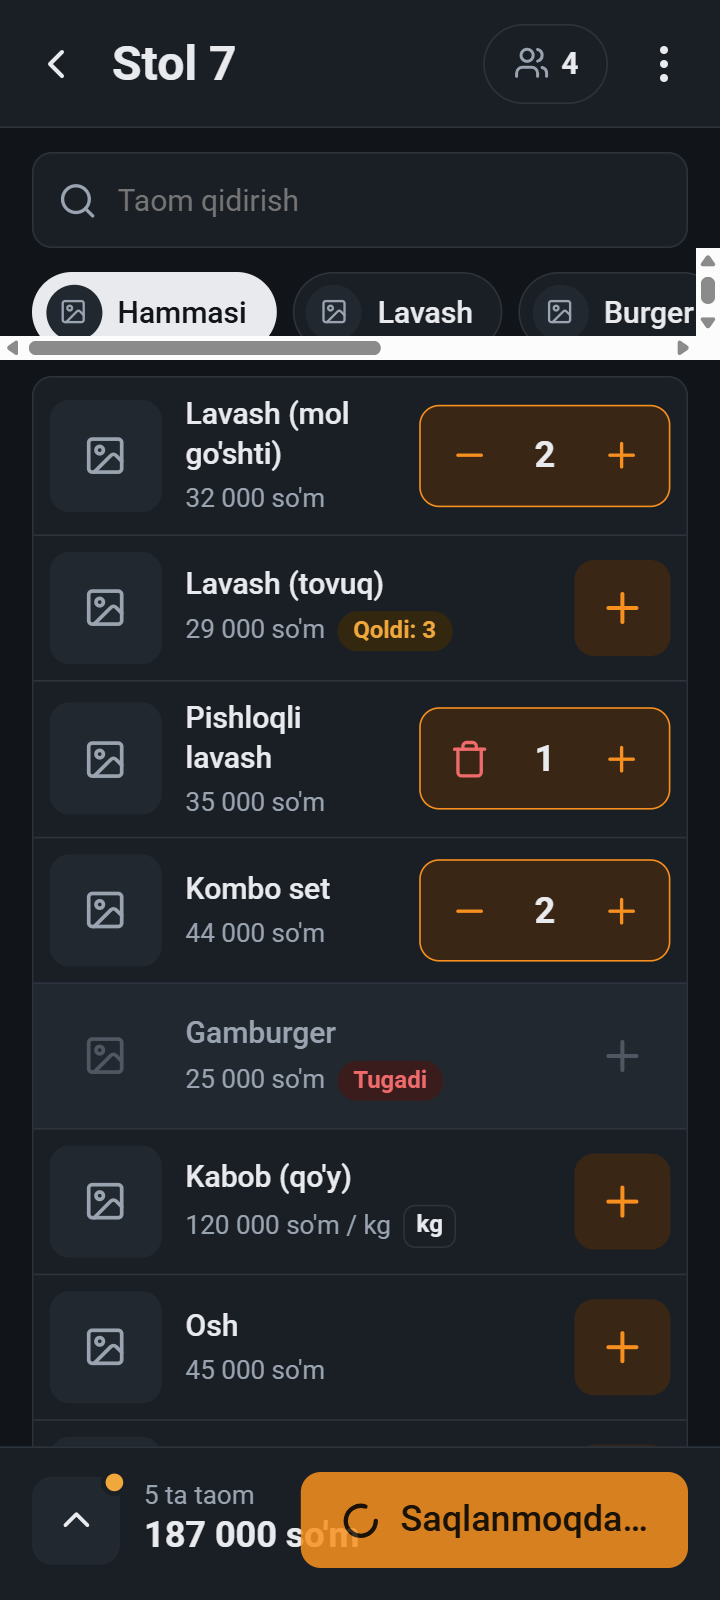 Stol 7
4
Taom qidirish
Hammasi
Lavash
Burger
Lavash (mol
go'shti)
32 000 so'm
2
Lavash (tovuq)
29 000 so'm
Qoldi: 3
Pishloqli
lavash
35 000 so'm
1
Kombo set
44 000 so'm
2
Gamburger
25 000 so'm
Tugadi
Kabob (qo'y)
120 000 so'm / kg
kg
Osh
45 000 so'm
5 ta taom
187 000 so'm
Saqlanmoqda...